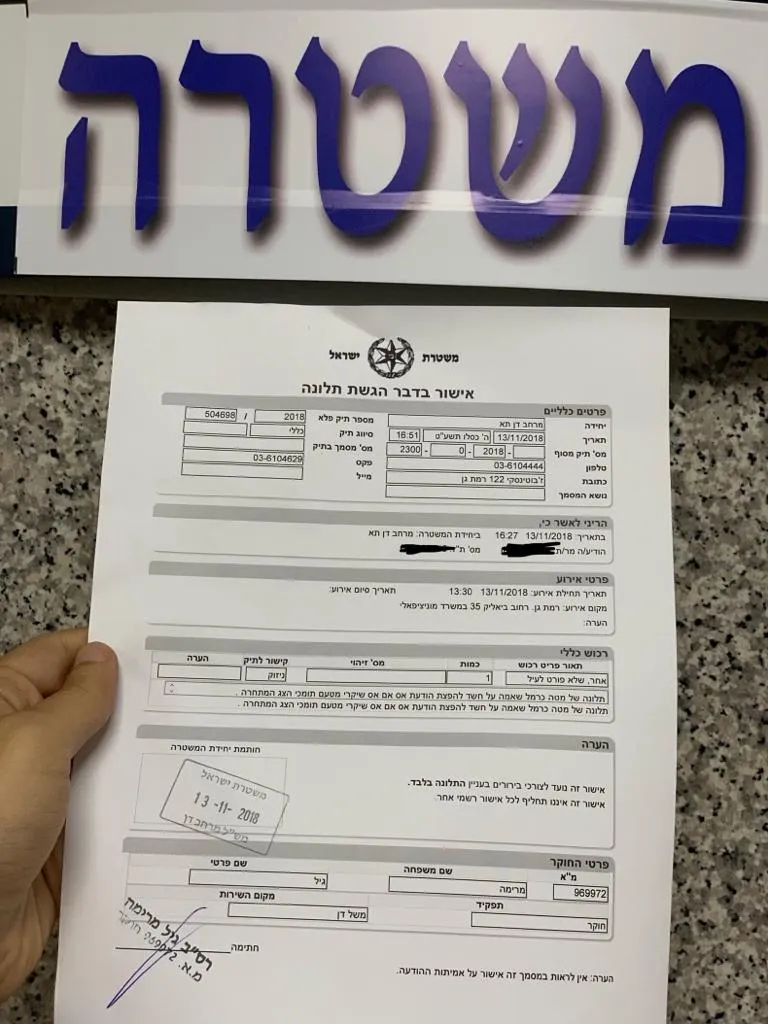 משטרה
משטרת ישראל
אישור בדבר הגשת תלונה
פרטים כלליים
יחידה מרחב דן תא מספר תיק פלא 2018 / 504698
תאריך 13/11/2018 ה' כסלו תשע"ט 16:51 סיווג תיק כללי
מס' תיק מסוף - 2018 - 0 - 2300 מס' מסמך בתיק
טלפון 03-6104444 פקס 03-6104629
כתובת ז'בוטינסקי 122 רמת גן מייל
נושא המסמך
הריני לאשר כי,
בתאריך: 13/11/2018 16:27 ביחידת המשטרה: מרחב דן תא
הודיע/ה מר/ת מס' ת"
פרטי אירוע
תאריך תחילת אירוע: 13/11/2018 13:30 תאריך סיום אירוע:
מקום אירוע: רמת גן. רחוב ביאליק 35 במשרד מוניציפאלי
הערה:
רכוש כללי
תאור פריט רכוש כמות מס' זיהוי קישור לתיק הערה
אחר, שלא פורט לעיל 1 ניזוק
תלונה של מטה כרמל שאמה על חשד להפצת הודעת אס אם אס שיקרי מטעם תומכי הצג המתחרה .
תלונה של מטה כרמל שאמה על חשד להפצת הודעת אס אם אס שיקרי מטעם תומכי הצג המתחרה .
הערה
אישור זה נועד לצורכי בירורים בעניין התלונה בלבד.
אישור זה איננו תחליף לכל אישור רשמי אחר.
חותמת יחידת המשטרה
משטרת ישראל
13 -11- 2018
משל"ט מרחב דן
פרטי החוקר
מ"א שם משפחה שם פרטי
969972 מרימה גיל
תפקיד מקום השירות
חוקר משל דן
חתימה
רס"ב גיל מרימה
מ.א. 969972 חוקר
הערה: אין לראות במסמך זה אישור על אמיתות ההודעה.